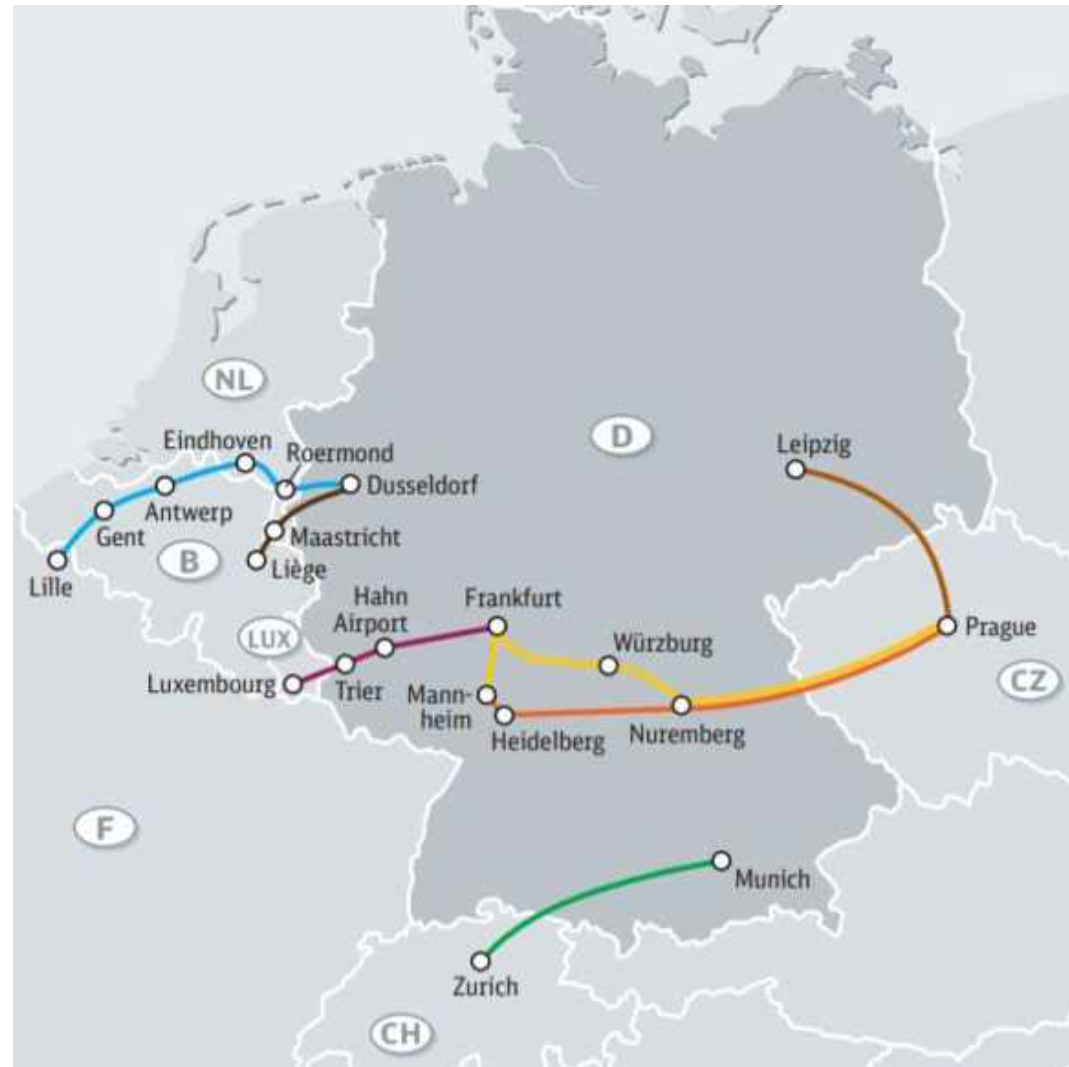 NL
Eindhoven
Roermond
D
Leipzig
Dusseldorf
Antwerp
Gent
Maastricht
B
Liège
Lille
Hahn
Airport
Frankfurt
LUX
Würzburg
Prague
Luxembourg
Trier
Mann-
heim
CZ
Heidelberg
Nuremberg
F
Munich
Zurich
CH